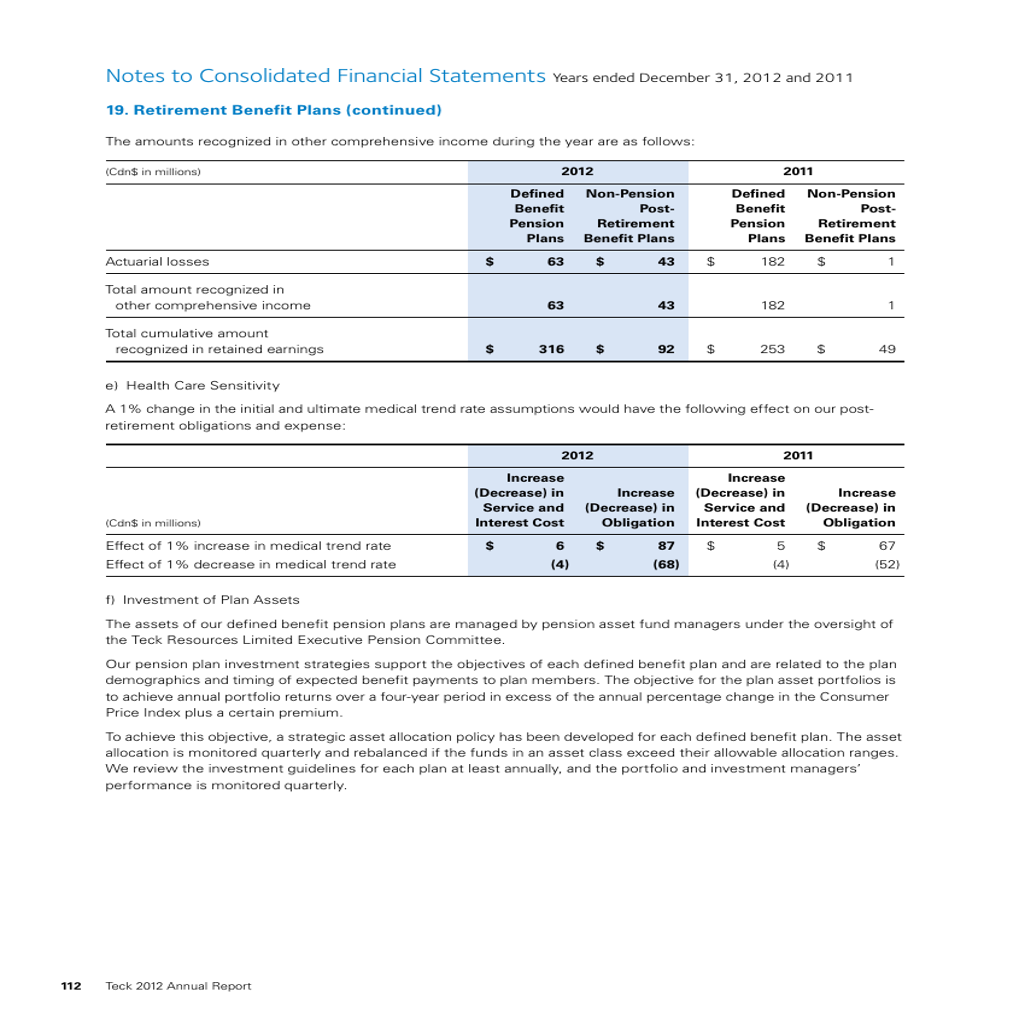 Notes to Consolidated Financial Statements Years ended December 31, 2012 and 2011
19. Retirement Benefit Plans (continued)
The amounts recognized in other comprehensive income during the year are as follows:
(Cdn$ in millions) 2012 2011
Defined Non-Pension Defined Non-Pension
Benefit Post- Benefit Post-
Pension Retirement Pension Retirement
Plans Benefit Plans Plans Benefit Plans
Actuarial losses $ 63 $ 43 $ 182 $ 1
Total amount recognized in
other comprehensive income 63 43 182 1
Total cumulative amount
recognized in retained earnings $ 316 $ 92 $ 253 $ 49
e) Health Care Sensitivity
A 1% change in the initial and ultimate medical trend rate assumptions would have the following effect on our post-
retirement obligations and expense:
2012 2011
Increase Increase
(Decrease) in Increase (Decrease) in Increase
Service and (Decrease) in Service and (Decrease) in
(Cdn$ in millions) Interest Cost Obligation Interest Cost Obligation
Effect of 1% increase in medical trend rate $ 6 $ 87 $ 5 $ 67
Effect of 1% decrease in medical trend rate (4) (68) (4) (52)
f) Investment of Plan Assets
The assets of our defined benefit pension plans are managed by pension asset fund managers under the oversight of
the Teck Resources Limited Executive Pension Committee.
Our pension plan investment strategies support the objectives of each defined benefit plan and are related to the plan
demographics and timing of expected benefit payments to plan members. The objective for the plan asset portfolios is
to achieve annual portfolio returns over a four-year period in excess of the annual percentage change in the Consumer
Price Index plus a certain premium.
To achieve this objective, a strategic asset allocation policy has been developed for each defined benefit plan. The asset
allocation is monitored quarterly and rebalanced if the funds in an asset class exceed their allowable allocation ranges.
We review the investment guidelines for each plan at least annually, and the portfolio and investment managers’
performance is monitored quarterly.
112 Teck 2012 Annual Report